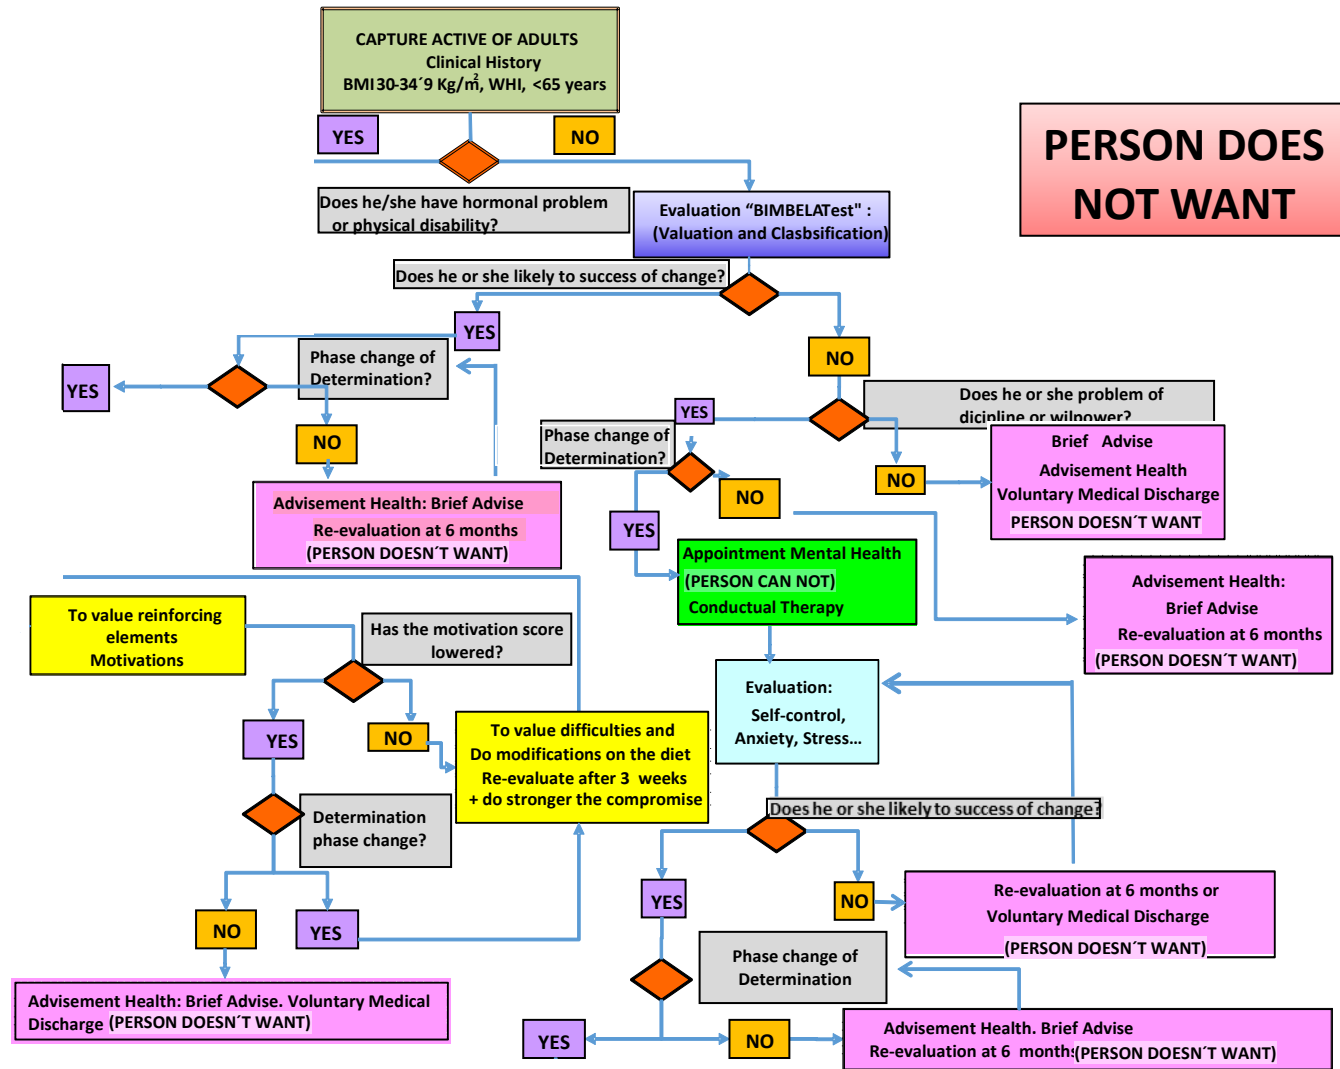 CAPTURE ACTIVE OF ADULTS
Clinical History
BMI30-34´9 Kg/m², WHI, <65 years
YES
NO
PERSON DOES
NOT WANT
Does he/she have hormonal problem
or physical disability?
Evaluation “BIMBELATest" :
(Valuation and Clasbsification)
Does he or she likely to success of change?
YES
NO
Phase change of
Determination?
YES
NO
Does he or she problem of
dicipline or wilpower?
YES
Phase change of
Determination?
NO
Brief Advise
Advisement Health
Voluntary Medical Discharge
PERSON DOESN´T WANT
NO
YES
Advisement Health: Brief Advise
Re-evaluation at 6 months
(PERSON DOESN´T WANT)
Appointment Mental Health
(PERSON CAN NOT)
Conductual Therapy
Advisement Health:
Brief Advise
Re-evaluation at 6 months
(PERSON DOESN´T WANT)
To value reinforcing
elements
Motivations
Has the motivation score
lowered?
YES
NO
To value difficulties and
Do modifications on the diet
Re-evaluate after 3 weeks
+ do stronger the compromise
Evaluation:
Self-control,
Anxiety, Stress...
Determination
phase change?
Does he or she likely to success of change?
YES
NO
Re-evaluation at 6 months or
Voluntary Medical Discharge
(PERSON DOESN´T WANT)
NO
YES
Phase change of
Determination
Advisement Health: Brief Advise. Voluntary Medical
Discharge (PERSON DOESN´T WANT)
YES
NO
Advisement Health. Brief Advise
Re-evaluation at 6 months(PERSON DOESN´T WANT)